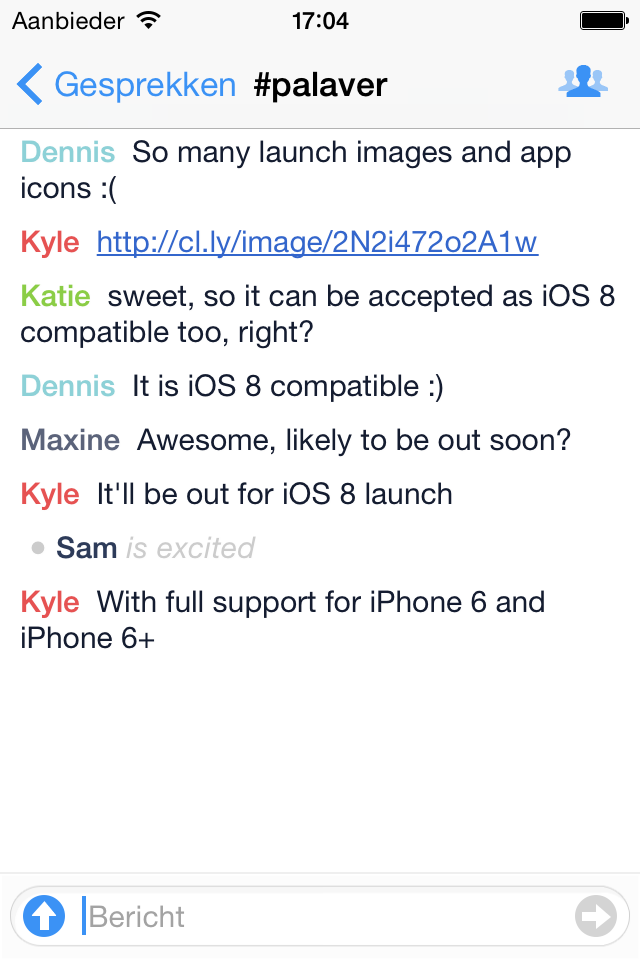 Aanbieder 17:04
Gesprekken #palaver
Dennis So many launch images and app
icons :(
Kyle http://cl.ly/image/2N2i472o2A1w
Katie sweet, so it can be accepted as iOS 8
compatible too, right?
Dennis It is iOS 8 compatible :)
Maxine Awesome, likely to be out soon?
Kyle It'll be out for iOS 8 launch
Sam is excited
Kyle With full support for iPhone 6 and
iPhone 6+
Bericht